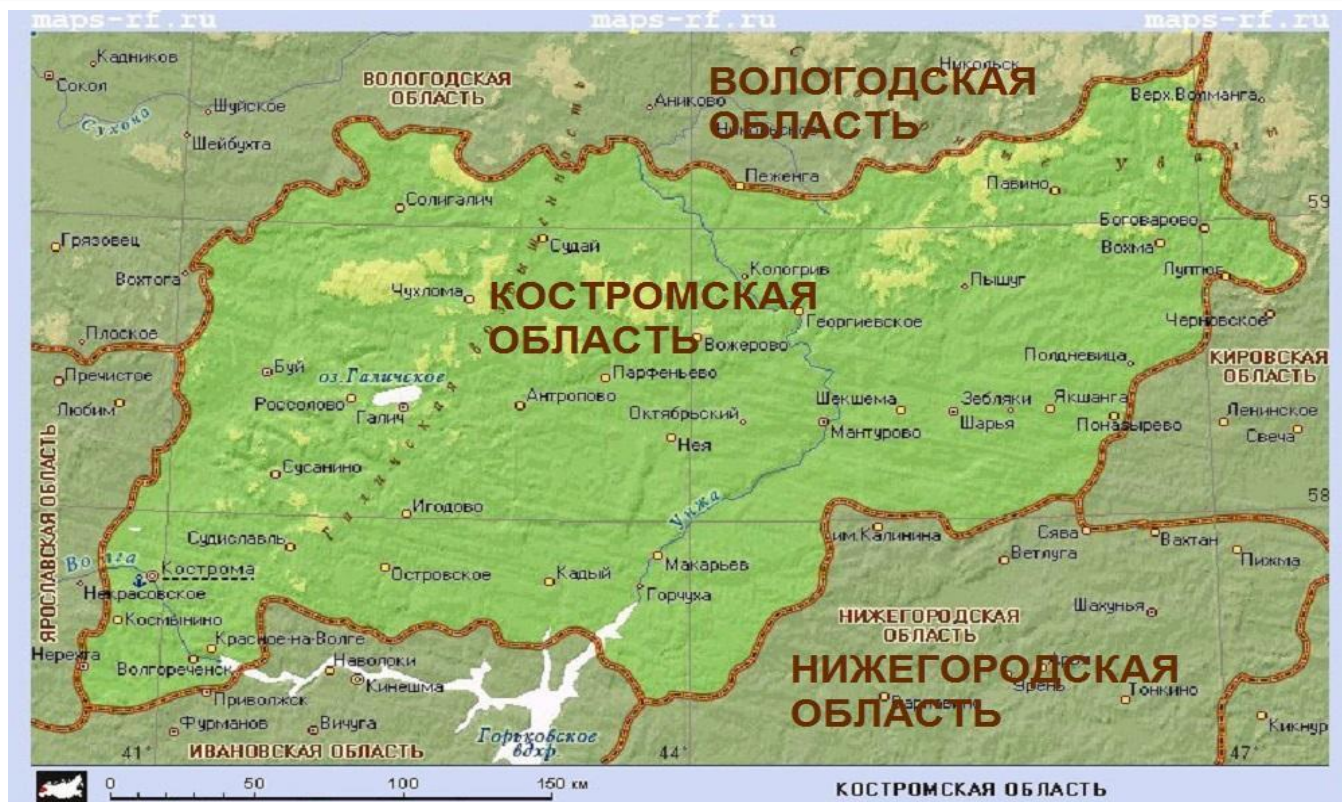 maps-rf.ru
maps-rf.ru
maps-rf.ru
Кадников
Сокол
Сухона
Шуйское
Шейбухта
ВОЛОГОДСКАЯ
ОБЛАСТЬ
Аниково
Никольск
ВОЛОГОДСКАЯ
ОБЛАСТЬ
Верх.Волманга
Пеженга
Павино
Солигалич
59
Грязовец
Судай
Боговарово
Вохма
Вохтога
Кологрив
Пыщуг
Луптюг
Чухлома
КОСТРОМСКАЯ
ОБЛАСТЬ
Георгиевское
Черновское
Плоское
Вожерово
Полдневица
КИРОВСКАЯ
ОБЛАСТЬ
Пречистое
Буй
оз.Галичское
Парфеньево
Любим
Россолово
Галич
Антропово
Октябрьский
Шекшема
Зебляки
Якшанга
Ленинское
Нея
Мантурово
Шарья
Поназырево
Свеча
ЯРОСЛАВСКАЯ ОБЛАСТЬ
Сусанино
Галичская возвышенность
Игодово
Унжа
58
Судиславль
им.Калинина
Сява
Вахтан
Волга
Кострома
Островское
Кадый
Макарьев
Ветлуга
Пижма
Некрасовское
Горчуха
Космынино
НИЖЕГОРОДСКАЯ
ОБЛАСТЬ
Шахунья
Красное-на-Волге
Нерехта
Волгореченск
Наволоки
Кинешма
НИЖЕГОРОДСКАЯ
ОБЛАСТЬ
Тонкино
Приволжск
Фурманов
Вичуга
Горьковское
вдхр.
Кикнур
41°
ИВАНОВСКАЯ ОБЛАСТЬ
44°
47°
0 50 100 150 км
КОСТРОМСКАЯ ОБЛАСТЬ